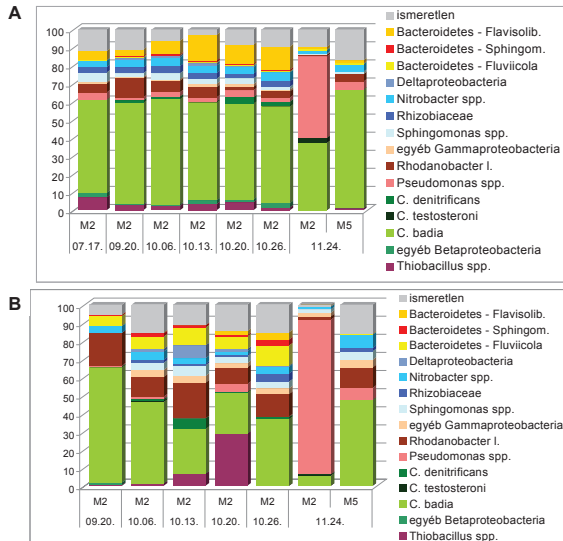 A
100
90
80
70
60
50
40
30
20
10
0
M2 M2 M2 M2 M2 M2 M2 M5
07.17. 09.20. 10.06. 10.13. 10.20. 10.26. 11.24.
ismeretlen
Bacteroidetes - Flavisolib.
Bacteroidetes - Sphingom.
Bacteroidetes - Fluviicola
Deltaproteobacteria
Nitrobacter spp.
Rhizobiaceae
Sphingomonas spp.
egyéb Gammaproteobacteria
Rhodanobacter l.
Pseudomonas spp.
C. denitrificans
C. testosteroni
C. badia
egyéb Betaproteobacteria
Thiobacillus spp.
B
100
90
80
70
60
50
40
30
20
10
0
M2 M2 M2 M2 M2 M2 M5
09.20. 10.06. 10.13. 10.20. 10.26. 11.24.
ismeretlen
Bacteroidetes - Flavisolib.
Bacteroidetes - Sphingom.
Bacteroidetes - Fluviicola
Deltaproteobacteria
Nitrobacter spp.
Rhizobiaceae
Sphingomonas spp.
egyéb Gammaproteobacteria
Rhodanobacter l.
Pseudomonas spp.
C. denitrificans
C. testosteroni
C. badia
egyéb Betaproteobacteria
Thiobacillus spp.